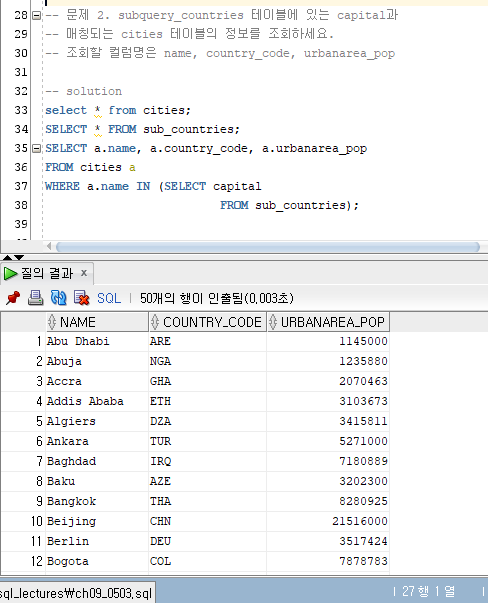 28 -- 문제 2. subquery_countries 테이블에 있는 capital과
29 -- 매칭되는 cities 테이블의 정보를 조회하세요.
30 -- 조회할 컬럼명은 name, country_code, urbanarea_pop
31
32 -- solution
33 select * from cities;
34 SELECT * FROM sub_countries;
35 SELECT a.name, a.country_code, a.urbanarea_pop
36 FROM cities a
37 WHERE a.name IN (SELECT capital
38 FROM sub_countries);
39
질의 결과 x
SQL | 50개의 행이 인출됨(0,003초)
NAME COUNTRY_CODE URBANAREA_POP
1 Abu Dhabi ARE 1145000
2 Abuja NGA 1235880
3 Accra GHA 2070463
4 Addis Ababa ETH 3103673
5 Algiers DZA 3415811
6 Ankara TUR 5271000
7 Baghdad IRQ 7180889
8 Baku AZE 3202300
9 Bangkok THA 8280925
10 Beijing CHN 21516000
11 Berlin DEU 3517424
12 Bogota COL 7878783
sql_lectures₩ch09_0503.sql | 27 행 1 열